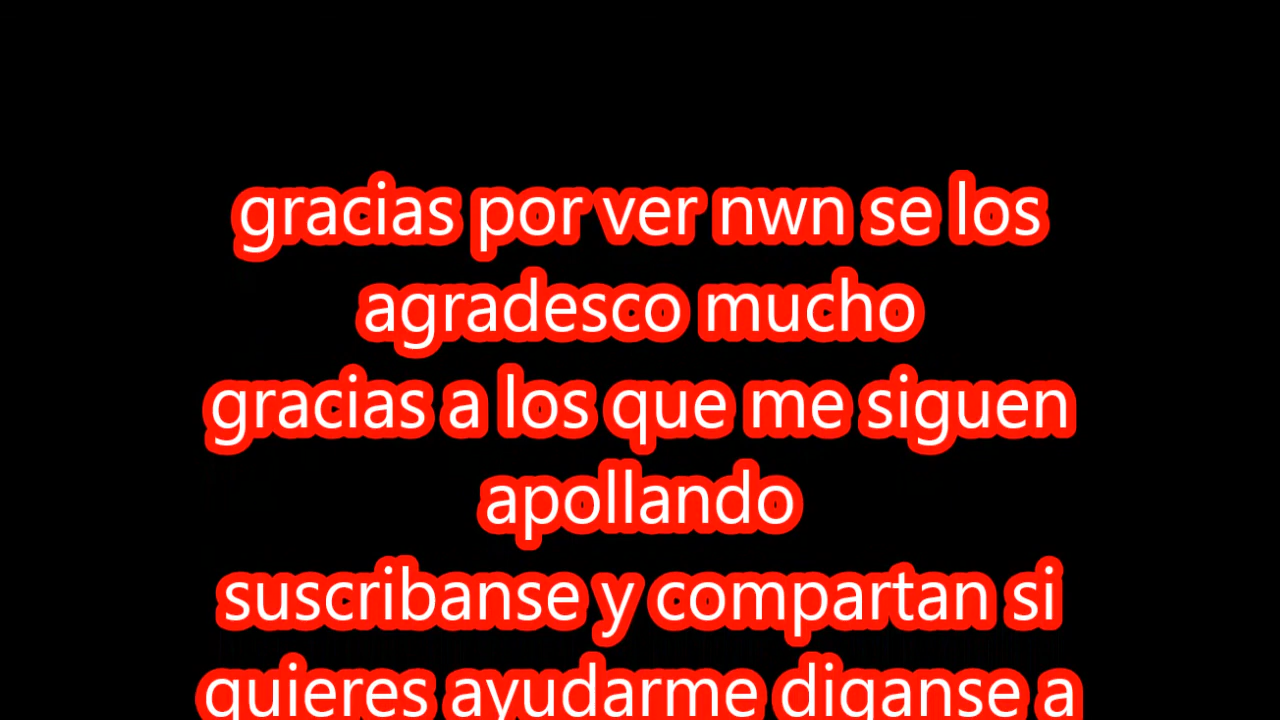 gracias por ver nwn se los
agradesco mucho
gracias a los que me siguen
apollando
suscribanse y compartan si
quieres ayudarme diganse a